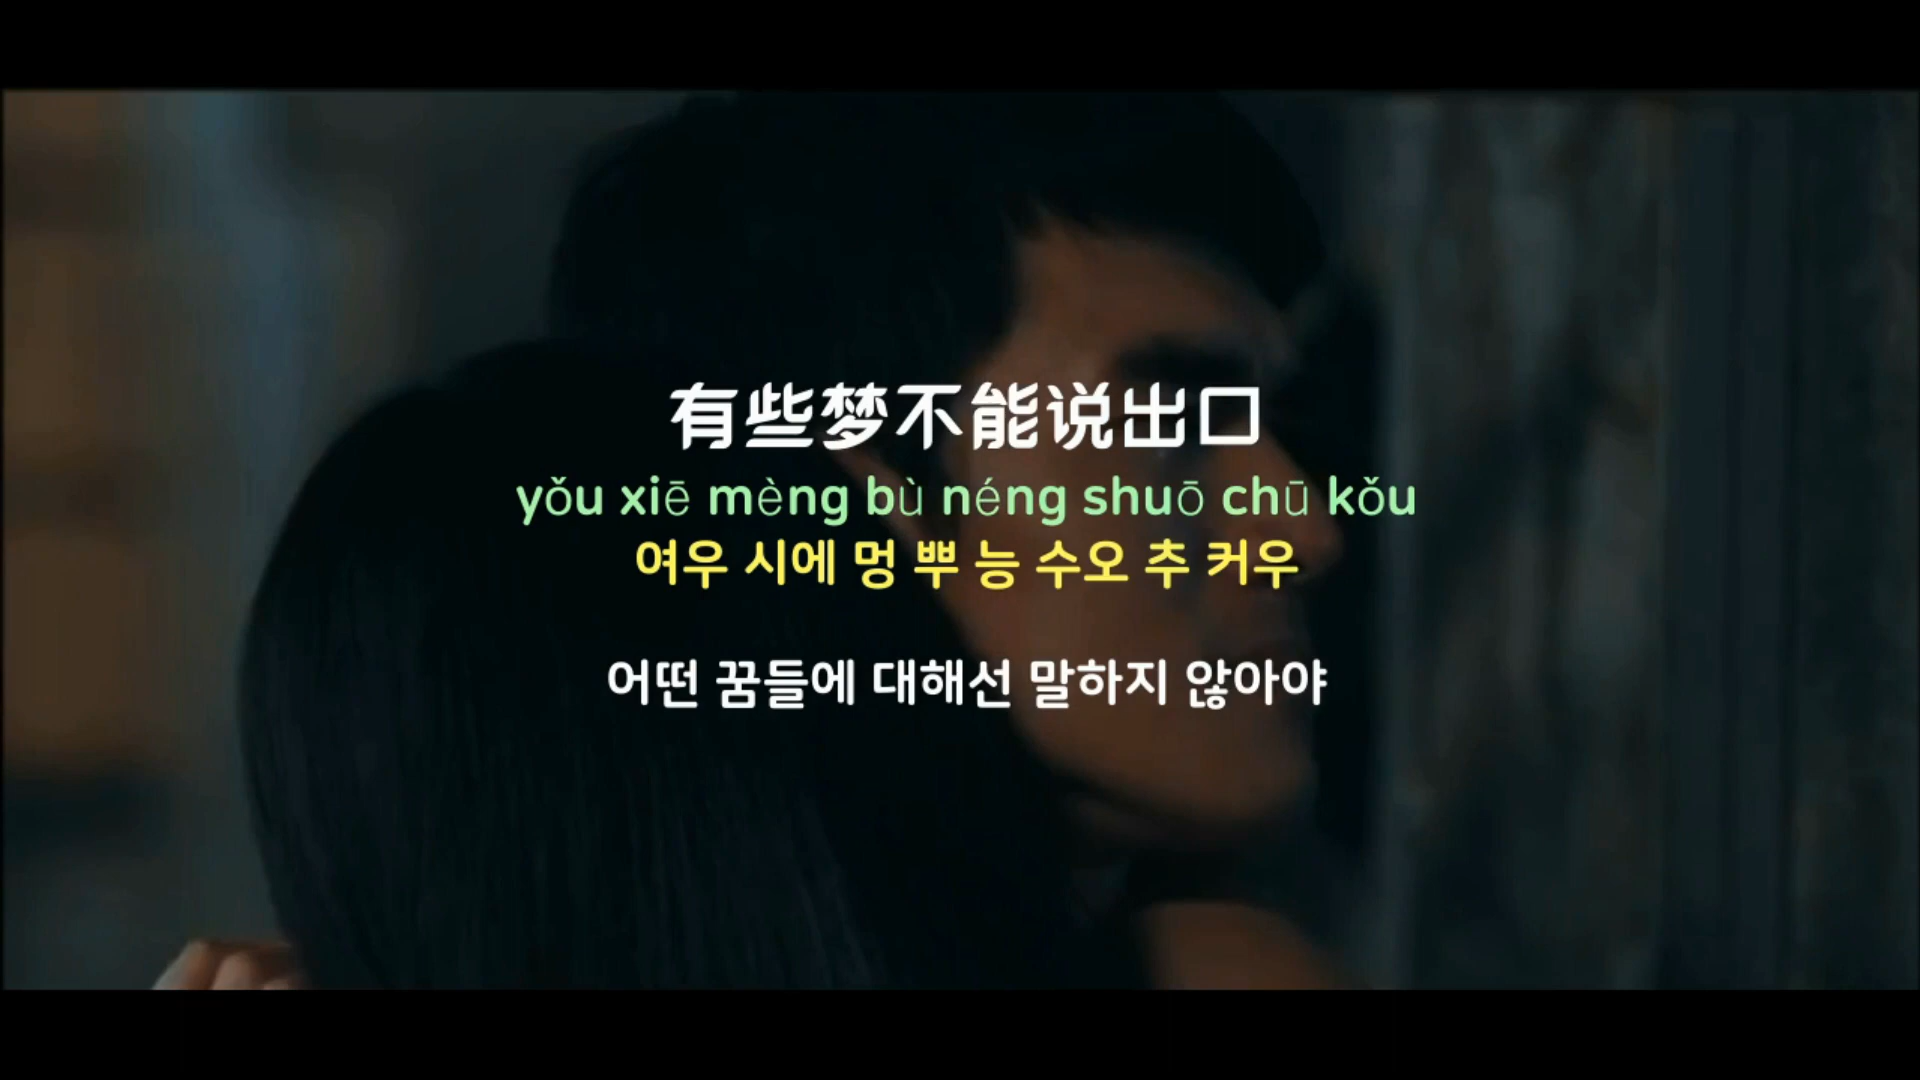 有些梦不能说出口
yǒu xiē mèng bù néng shuō chū kǒu
여우 시에 멍 뿌 능 수오 추 커우
어떤 꿈들에 대해선 말하지 않아야